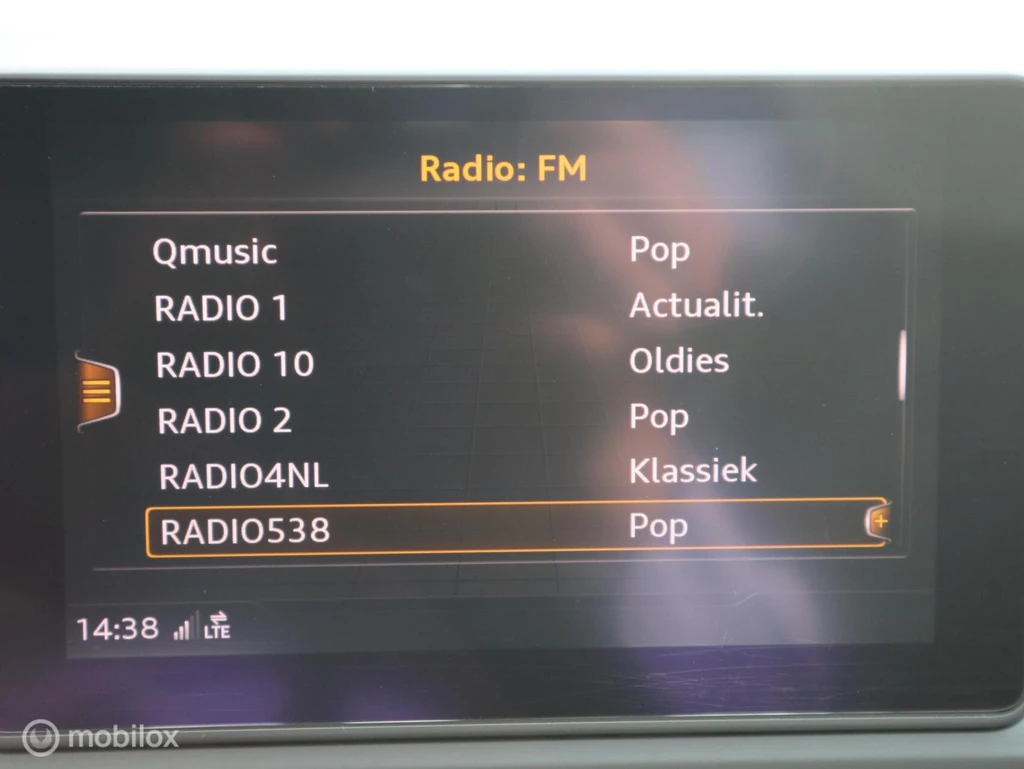 Radio: FM
Qmusic Pop
RADIO 1 Actualit.
RADIO 10 Oldies
RADIO 2 Pop
RADIO4NL Klassiek
RADIO538 Pop
14:38 LTE
mobilox